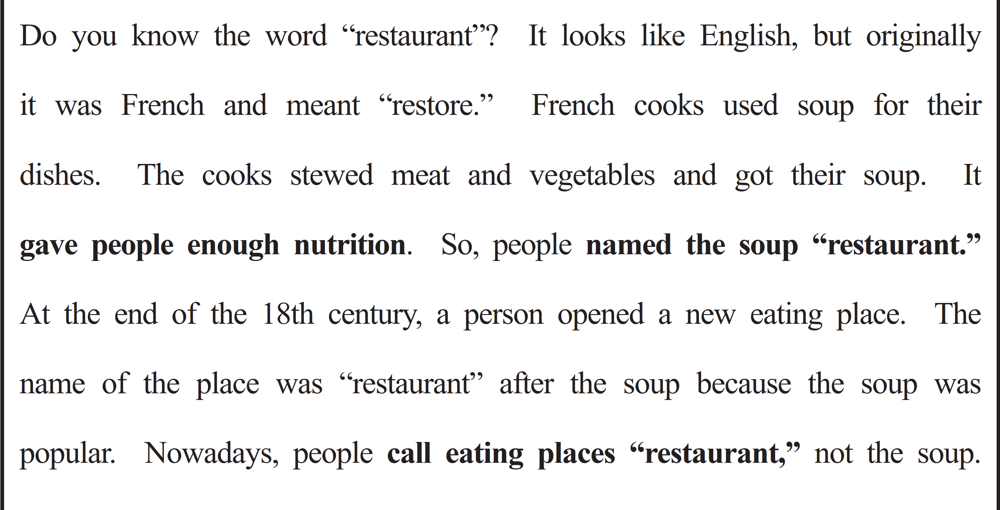 Do you know the word “restaurant”? It looks like English, but originally
it was French and meant “restore.” French cooks used soup for their
dishes. The cooks stewed meat and vegetables and got their soup. It
gave people enough nutrition. So, people named the soup “restaurant.”
At the end of the 18th century, a person opened a new eating place. The
name of the place was “restaurant” after the soup because the soup was
popular. Nowadays, people call eating places “restaurant,” not the soup.